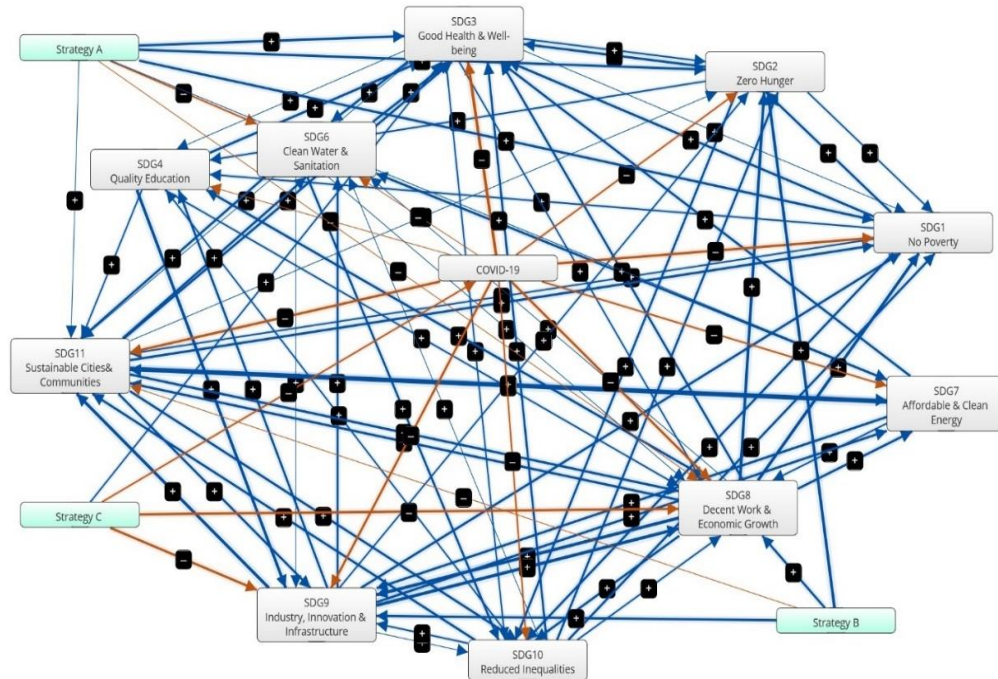 SDG3
Good Health & Well-
being
Strategy A
SDG2
Zero Hunger
SDG6
Clean Water &
Sanitation
SDG4
Quality Education
SDG1
No Poverty
COVID-19
SDG11
Sustainable Cities&
Communities
SDG7
Affordable & Clean
Energy
Strategy C
SDG8
Decent Work &
Economic Growth
SDG9
Industry, Innovation &
Infrastructure
Strategy B
SDG10
Reduced Inequalities